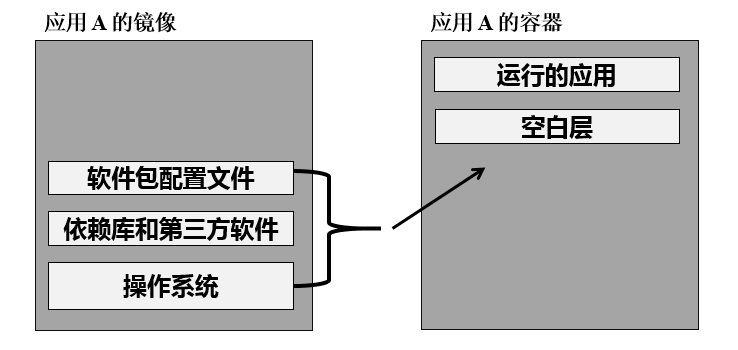 应用 A 的镜像
软件包配置文件
依赖库和第三方软件
操作系统
应用 A 的容器
运行的应用
空白层